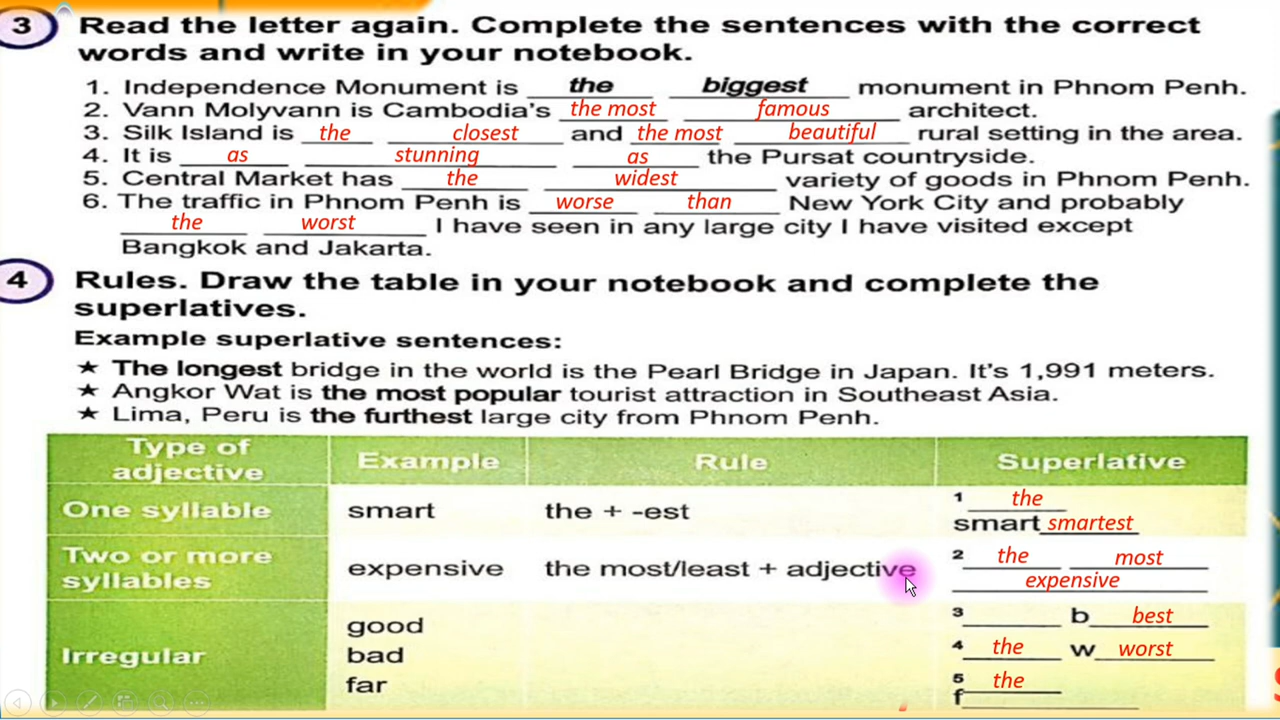 3 Read the letter again. Complete the sentences with the correct
words and write in your notebook.
1. Independence Monument is the biggest monument in Phnom Penh.
2. Vann Molyvann is Cambodia's the most famous architect.
3. Silk Island is the closest and the most beautiful rural setting in the area.
4. It is as stunning as the Pursat countryside.
5. Central Market has the widest variety of goods in Phnom Penh.
6. The traffic in Phnom Penh is worse than New York City and probably
the worst I have seen in any large city I have visited except
Bangkok and Jakarta.
4 Rules. Draw the table in your notebook and complete the
superlatives.
Example superlative sentences:
★ The longest bridge in the world is the Pearl Bridge in Japan. It's 1,991 meters.
★ Angkor Wat is the most popular tourist attraction in Southeast Asia.
★ Lima, Peru is the furthest large city from Phnom Penh.
Type of
adjective
Example
Rule
Superlative
One syllable
smart
the + -est
1 the
smart smartest
Two or more
syllables
expensive
the most/least + adjective
2 the most
expensive
Irregular
good
bad
far
3 ____ b best
4 the w worst
5 the
f____